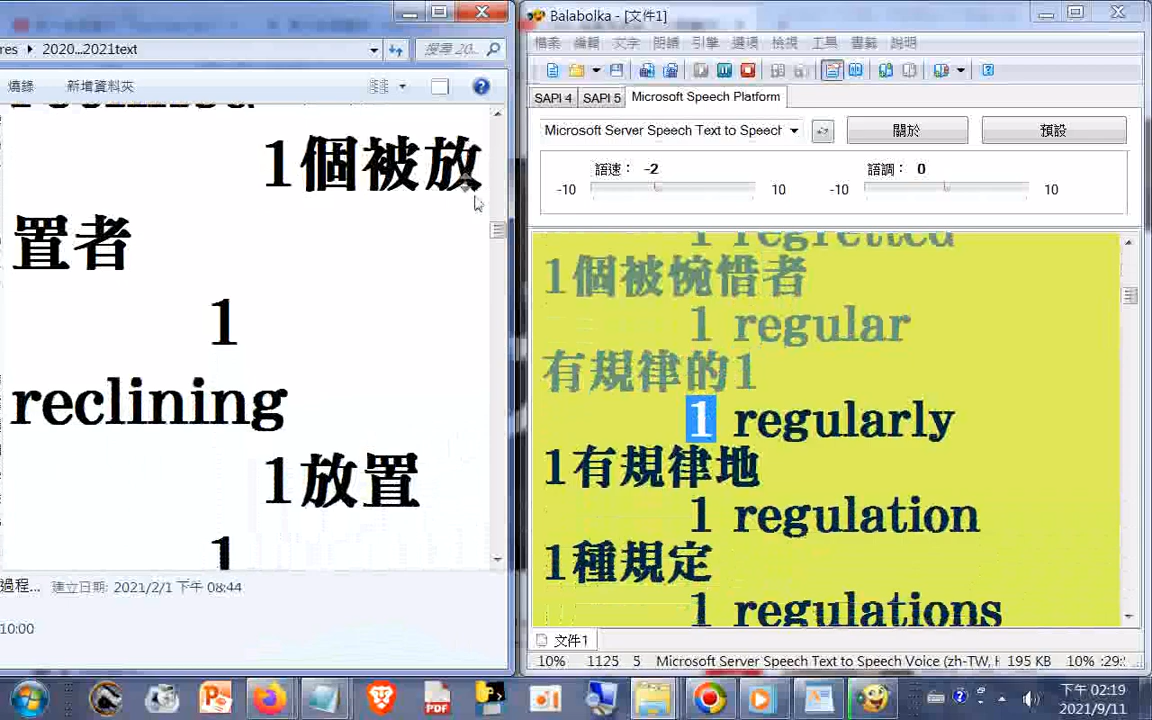 res ▸ 2020...2021text
搜尋 20...
燒錄 新增資料夾
reclined
1個被放
置者
1
reclining
1放置
1
過程... 建立日期: 2021/2/1 下午 08:44
10:00
Balabolka - [文件1]
檔案 編輯 文字 閱讀 引擎 選項 檢視 工具 書籤 說明
SAPI 4 SAPI 5 Microsoft Speech Platform
Microsoft Server Speech Text to Speech
關於 預設
語速： -2 語調： 0
-10 10 -10 10
1 regretted
1個被惋惜者
1 regular
有規律的1
1 regularly
1有規律地
1 regulation
1種規定
1 regulations
文件1
10% 1125 5 Microsoft Server Speech Text to Speech Voice (zh-TW, 195 KB 10%
PDF
下午 02:19
2021/9/11